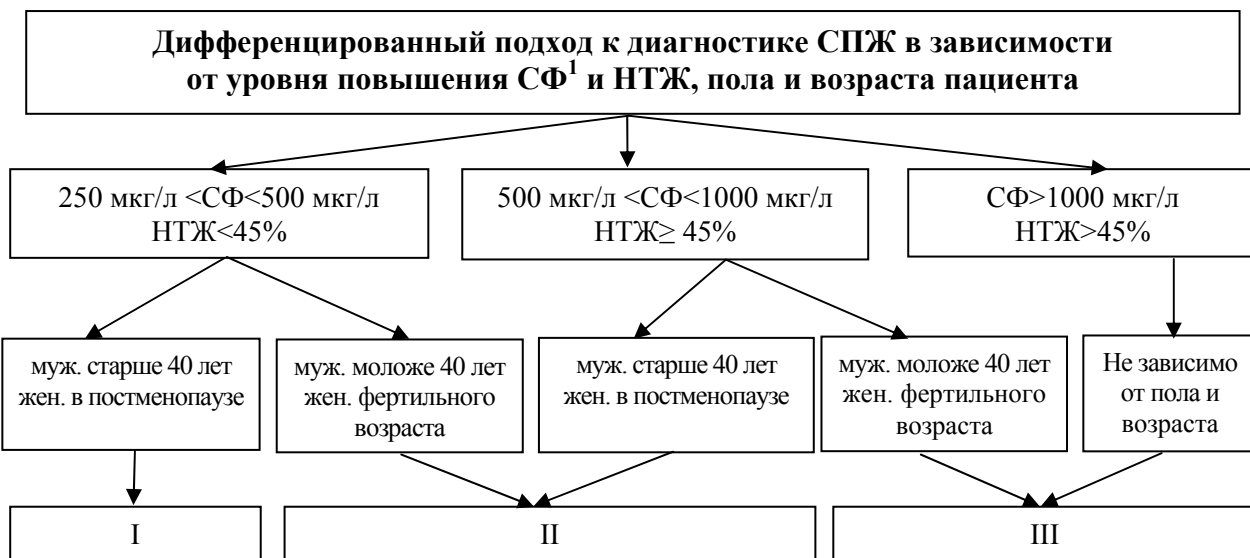 Дифференцированный подход к диагностике СПЖ в зависимости
от уровня повышения СФ¹ и НТЖ, пола и возраста пациента
250 мкг/л <СФ<500 мкг/л
НТЖ<45%
500 мкг/л <СФ<1000 мкг/л
НТЖ≥ 45%
СФ>1000 мкг/л
НТЖ>45%
муж. старше 40 лет
жен. в постменопаузе
муж. моложе 40 лет
жен. фертильного
возраста
муж. старше 40 лет
жен. в постменопаузе
муж. моложе 40 лет
жен. фертильного
возраста
Не зависимо
от пола и
возраста
I
II
III